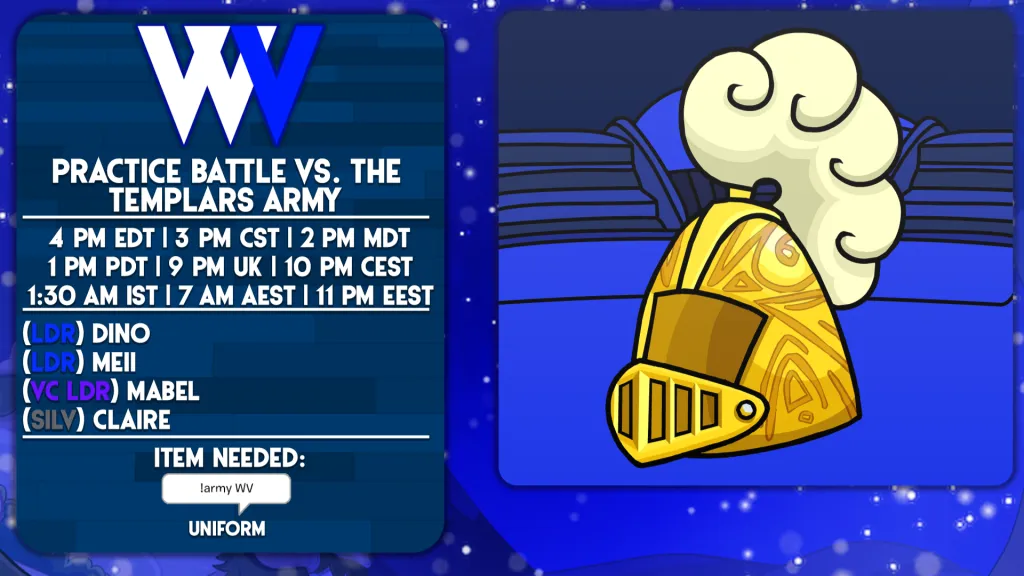 WV
PRACTICE BATTLE VS. THE
TEMPLARS ARMY
4 PM EDT | 3 PM CST | 2 PM MDT
1 PM PDT | 9 PM UK | 10 PM CEST
1:30 AM IST | 7 AM AEST | 11 PM EEST
(LDR) DINO
(LDR) MEII
(VC LDR) MABEL
(SILV) CLAIRE
ITEM NEEDED:
!army WV
UNIFORM